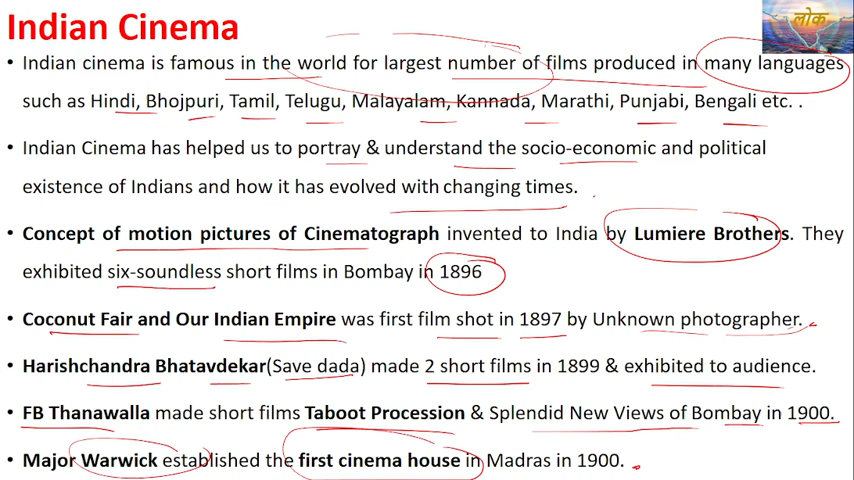 Indian Cinema
लोक
• Indian cinema is famous in the world for largest number of films produced in many languages
such as Hindi, Bhojpuri, Tamil, Telugu, Malayalam, Kannada, Marathi, Punjabi, Bengali etc. .
• Indian Cinema has helped us to portray & understand the socio-economic and political
existence of Indians and how it has evolved with changing times.
• Concept of motion pictures of Cinematograph invented to India by Lumiere Brothers. They
exhibited six-soundless short films in Bombay in 1896
• Coconut Fair and Our Indian Empire was first film shot in 1897 by Unknown photographer.
• Harishchandra Bhatavdekar(Save dada) made 2 short films in 1899 & exhibited to audience.
• FB Thanawalla made short films Taboot Procession & Splendid New Views of Bombay in 1900.
• Major Warwick established the first cinema house in Madras in 1900.